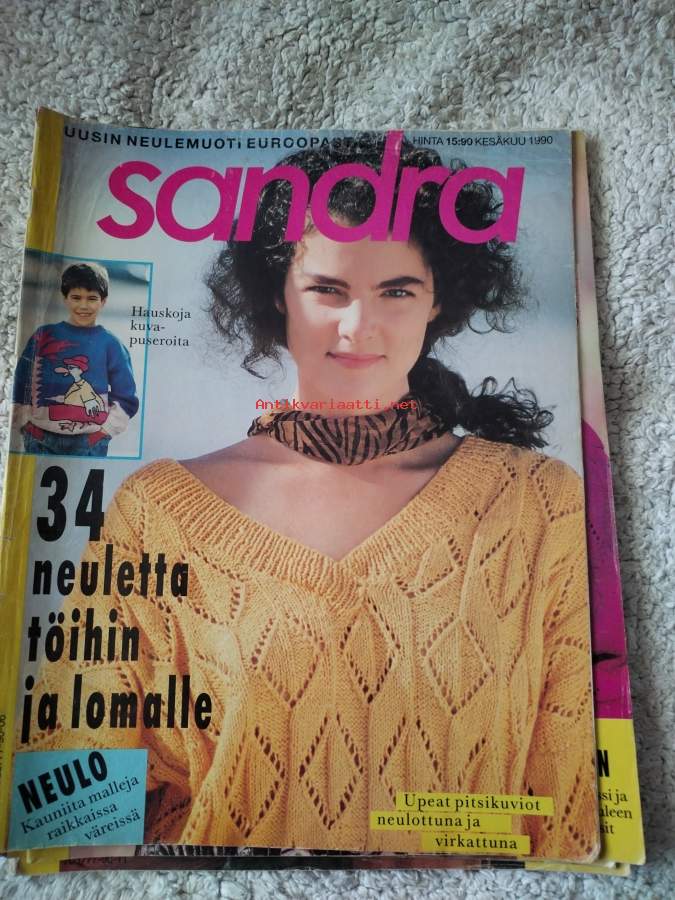 UUSIN NEULEMUOTI EUROOPASTA
HINTA 15:90 KESÄKUU 1990
sandra
Hauskoja
kuva-
puseroita
Antikvariaatti.net
34
neuletta
töihin
ja lomalle
NEULO
Kauniita malleja
raikkaissa
väreissä
Upeat pitsikuviot
neulottuna ja
virkattuna